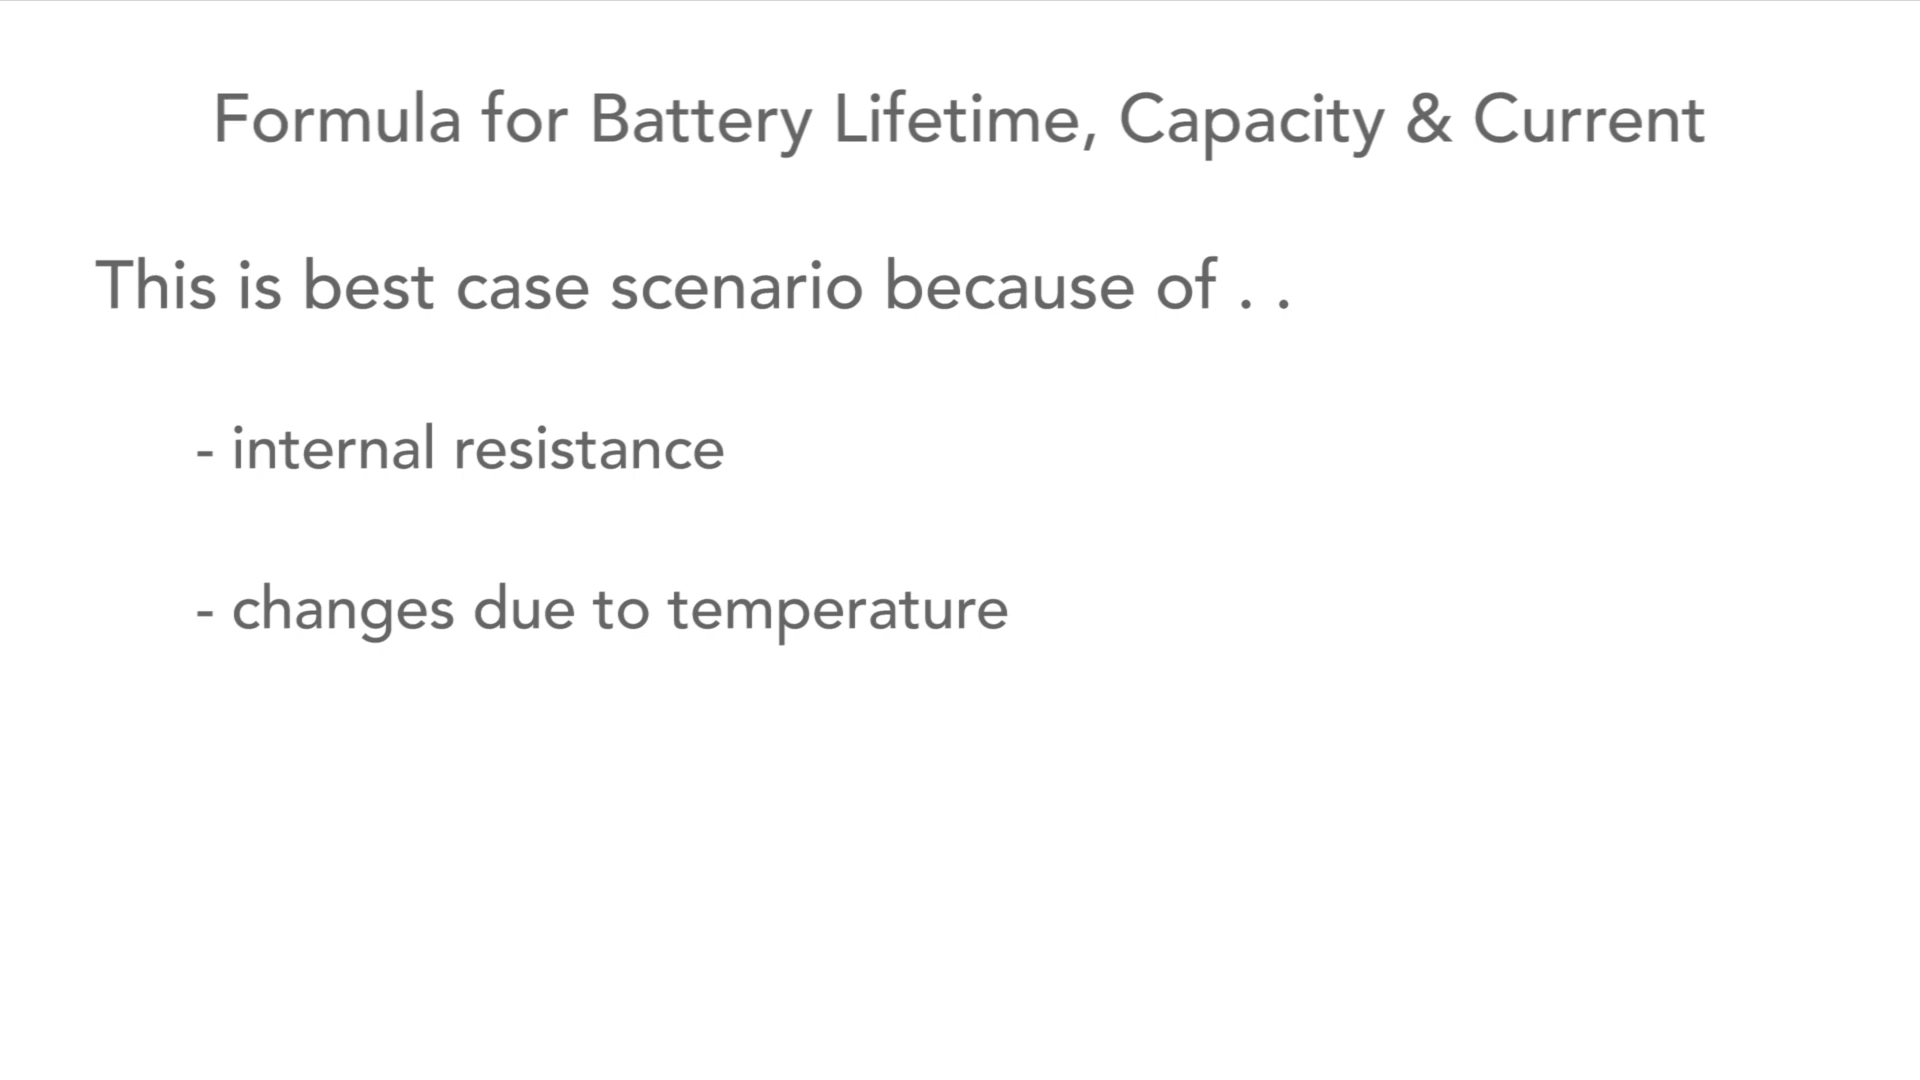 Formula for Battery Lifetime, Capacity & Current
This is best case scenario because of . .
- internal resistance
- changes due to temperature